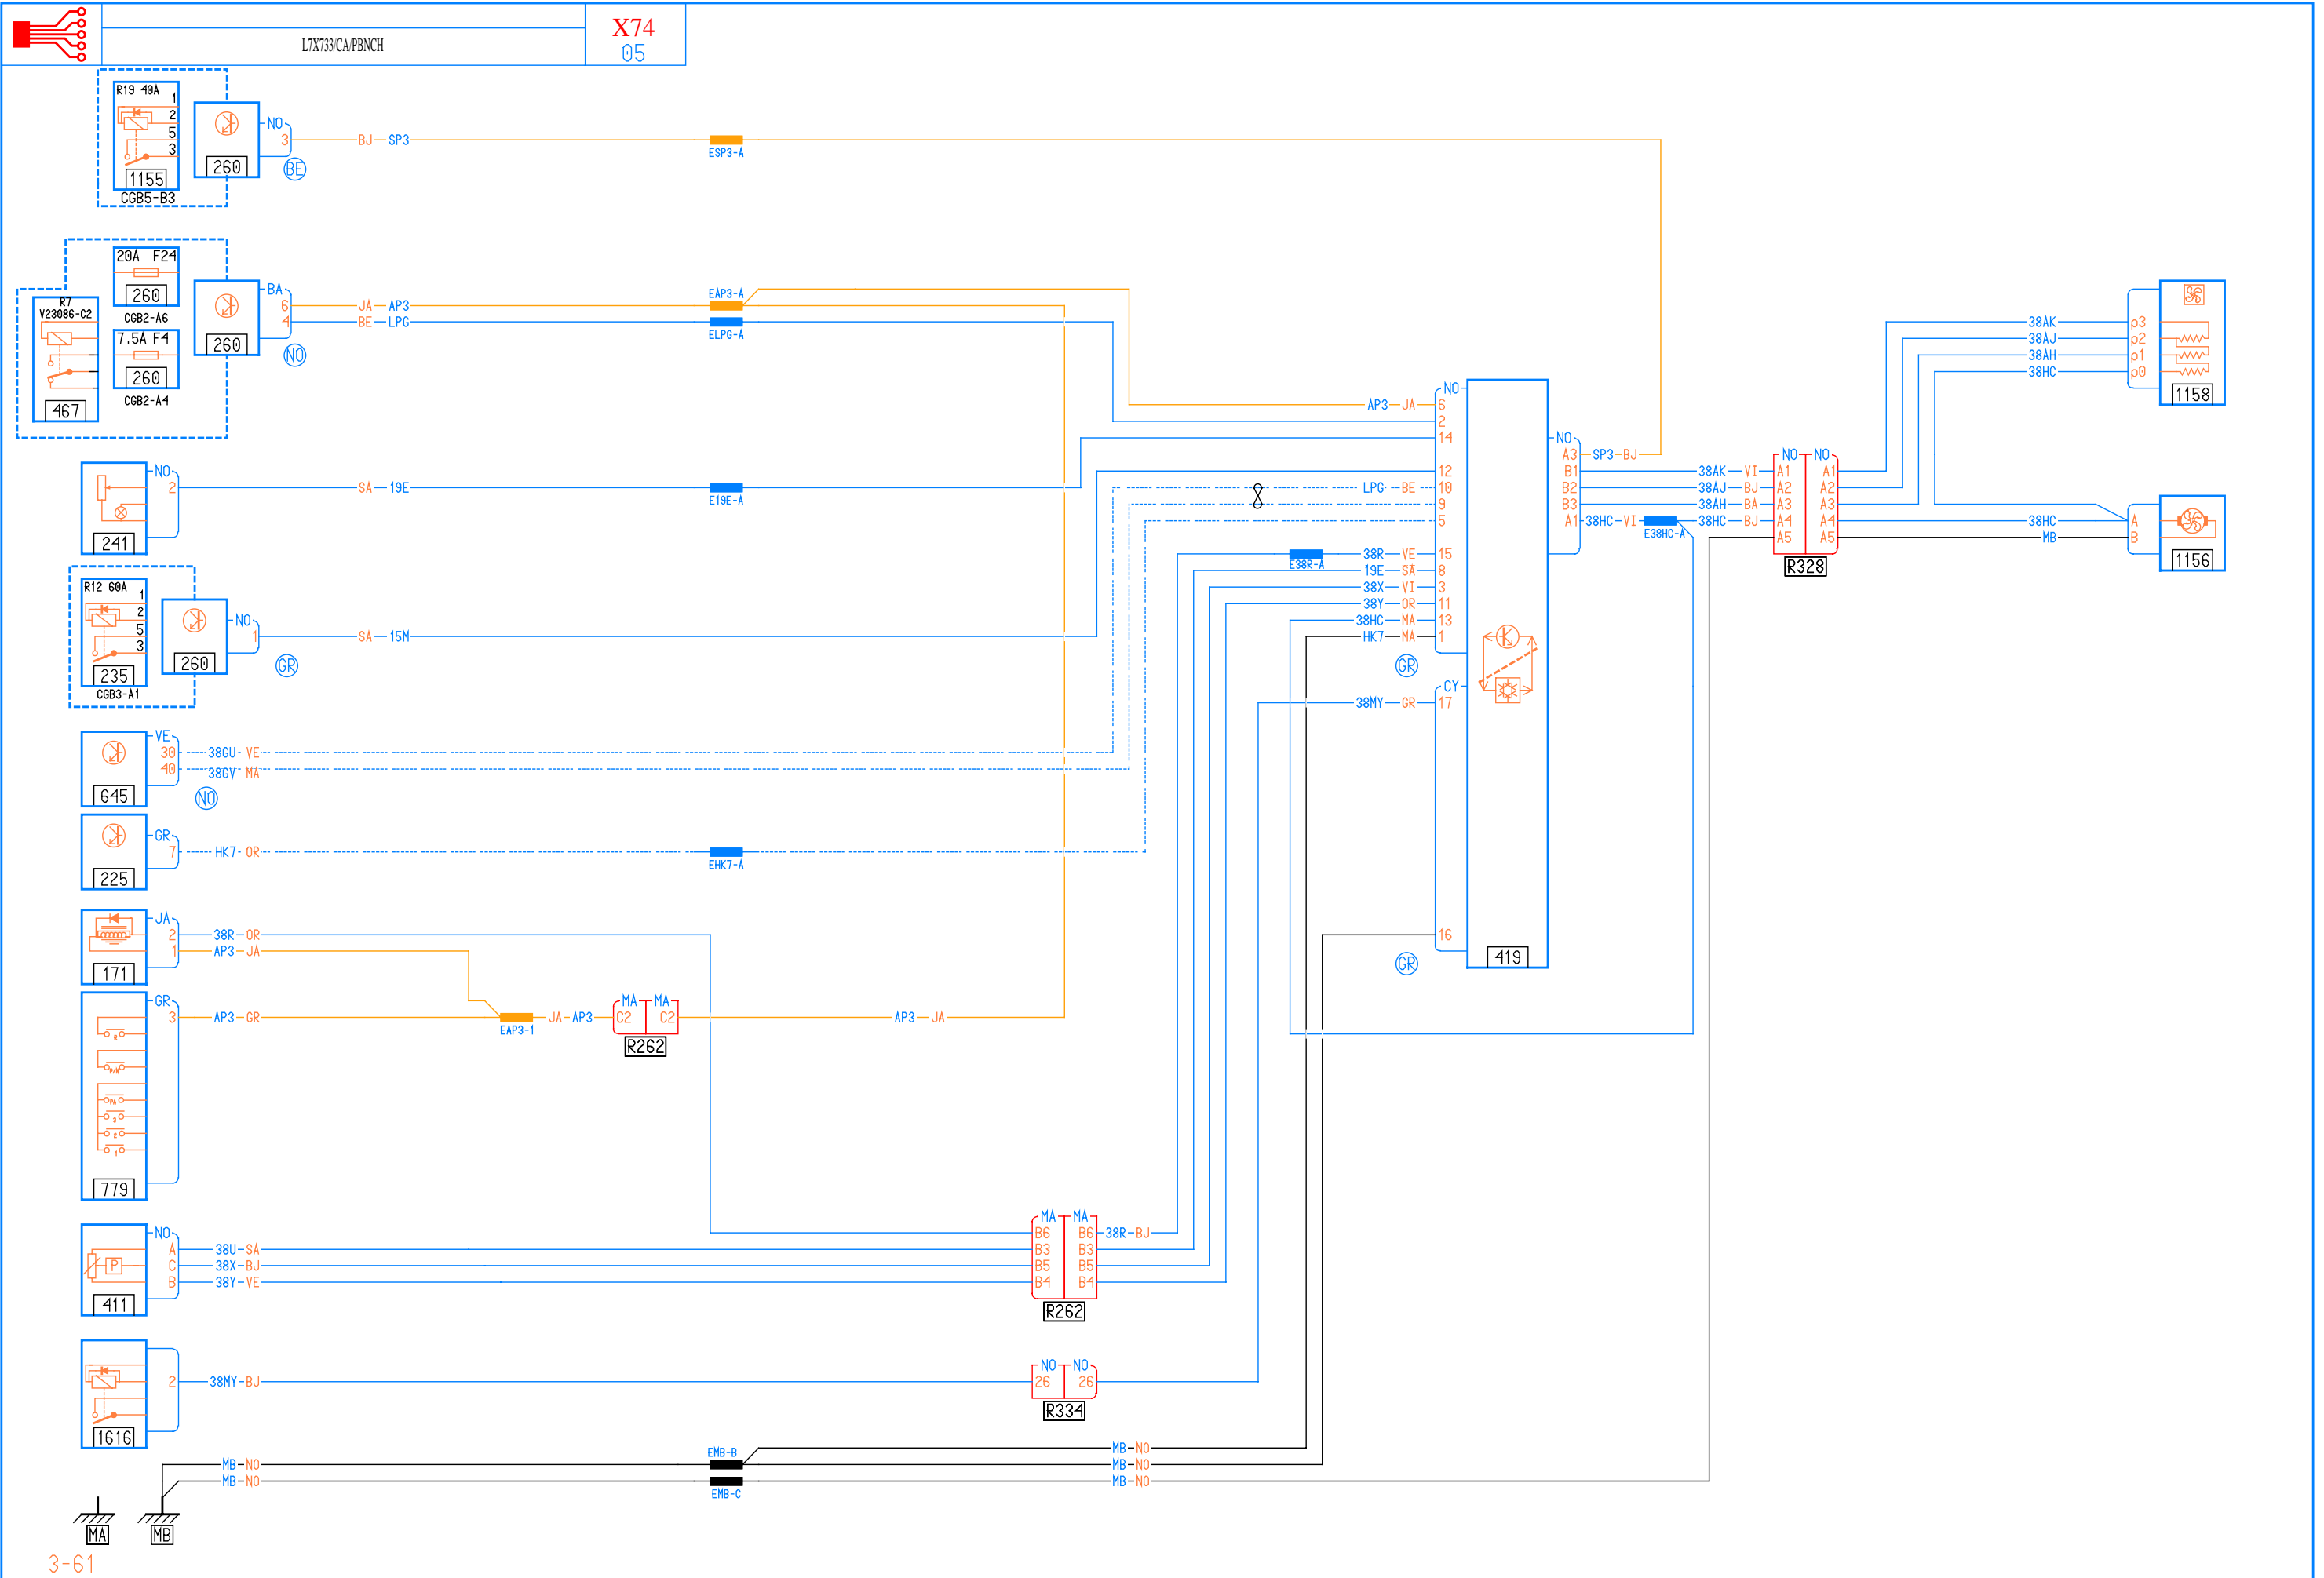 L7X733/CA/PBNCH
X74
05
R19 40A
1
2
5
3
1155
CGB5-B3
260
NO
3
BE
BJ SP3
ESP3-A
20A F24
260
CGB2-A6
R7
V23086-C2
467
7.5A F4
260
CGB2-A4
260
BA
6
4
NO
JA AP3
BE LPG
EAP3-A
ELPG-A
241
NO
2
SA 19E
E19E-A
R12 60A
1
2
5
3
235
CGB3-A1
260
NO
1
GR
SA 15M
645
VE
30
40
NO
38GU VE
38GV MA
225
GR
7
HK7 OR
EHK7-A
171
JA
2
1
38R OR
AP3 JA
779
GR
3
AP3 GR
R
P/N
PA
3
2
1
EAP3-1
JA AP3
MA MA
C2 C2
R262
AP3 JA
411
P
NO
A
C
B
38U SA
38X BJ
38Y VE
MA MA
B6 B6
B3 B3
B5 B5
B4 B4
R262
38R BJ
1616
2
38MY BJ
NO NO
26 26
R334
MB NO
MB NO
EMB-B
EMB-C
MB NO
MB NO
MB NO
MA
MB
3-61
NO
AP3 JA 6
2
14
12
LPG BE 10
9
5
E38R-A
38R VE 15
19E SA 8
38X VI 3
38Y OR 11
38HC MA 13
HK7 MA 1
GR
CY
38MY GR 17
16
GR
419
NO
A3 SP3 BJ
B1
B2
B3
A1 38HC VI
E38HC-A
38AK VI
38AJ BJ
38AH BA
38HC BJ
NO NO
A1 A1
A2 A2
A3 A3
A4 A4
A5 A5
R328
38AK
38AJ
38AH
38HC
p3
p2
p1
p0
1158
38HC
MB
A
B
1156